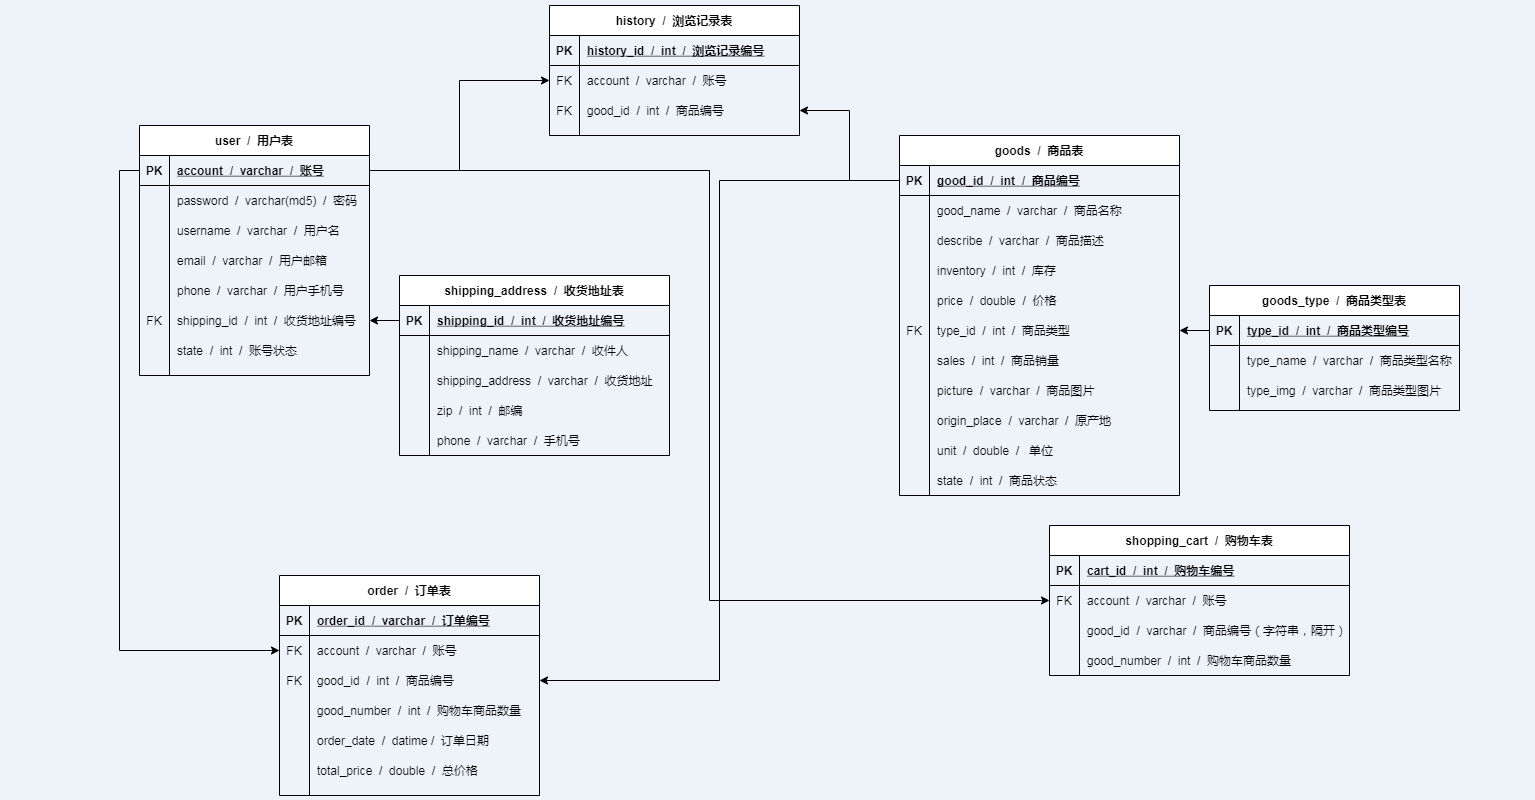 history / 浏览记录表
PK history_id / int / 浏览记录编号
FK account / varchar / 账号
FK good_id / int / 商品编号
user / 用户表
PK account / varchar / 账号
password / varchar(md5) / 密码
username / varchar / 用户名
email / varchar / 用户邮箱
phone / varchar / 用户手机号
FK shipping_id / int / 收货地址编号
state / int / 账号状态
shipping_address / 收货地址表
PK shipping_id / int / 收货地址编号
shipping_name / varchar / 收件人
shipping_address / varchar / 收货地址
zip / int / 邮编
phone / varchar / 手机号
goods / 商品表
PK good_id / int / 商品编号
good_name / varchar / 商品名称
describe / varchar / 商品描述
inventory / int / 库存
price / double / 价格
FK type_id / int / 商品类型
sales / int / 商品销量
picture / varchar / 商品图片
origin_place / varchar / 原产地
unit / double / 单位
state / int / 商品状态
goods_type / 商品类型表
PK type_id / int / 商品类型编号
type_name / varchar / 商品类型名称
type_img / varchar / 商品类型图片
shopping_cart / 购物车表
PK cart_id / int / 购物车编号
FK account / varchar / 账号
good_id / varchar / 商品编号（字符串，隔开）
good_number / int / 购物车商品数量
order / 订单表
PK order_id / varchar / 订单编号
FK account / varchar / 账号
FK good_id / int / 商品编号
good_number / int / 购物车商品数量
order_date / datime / 订单日期
total_price / double / 总价格